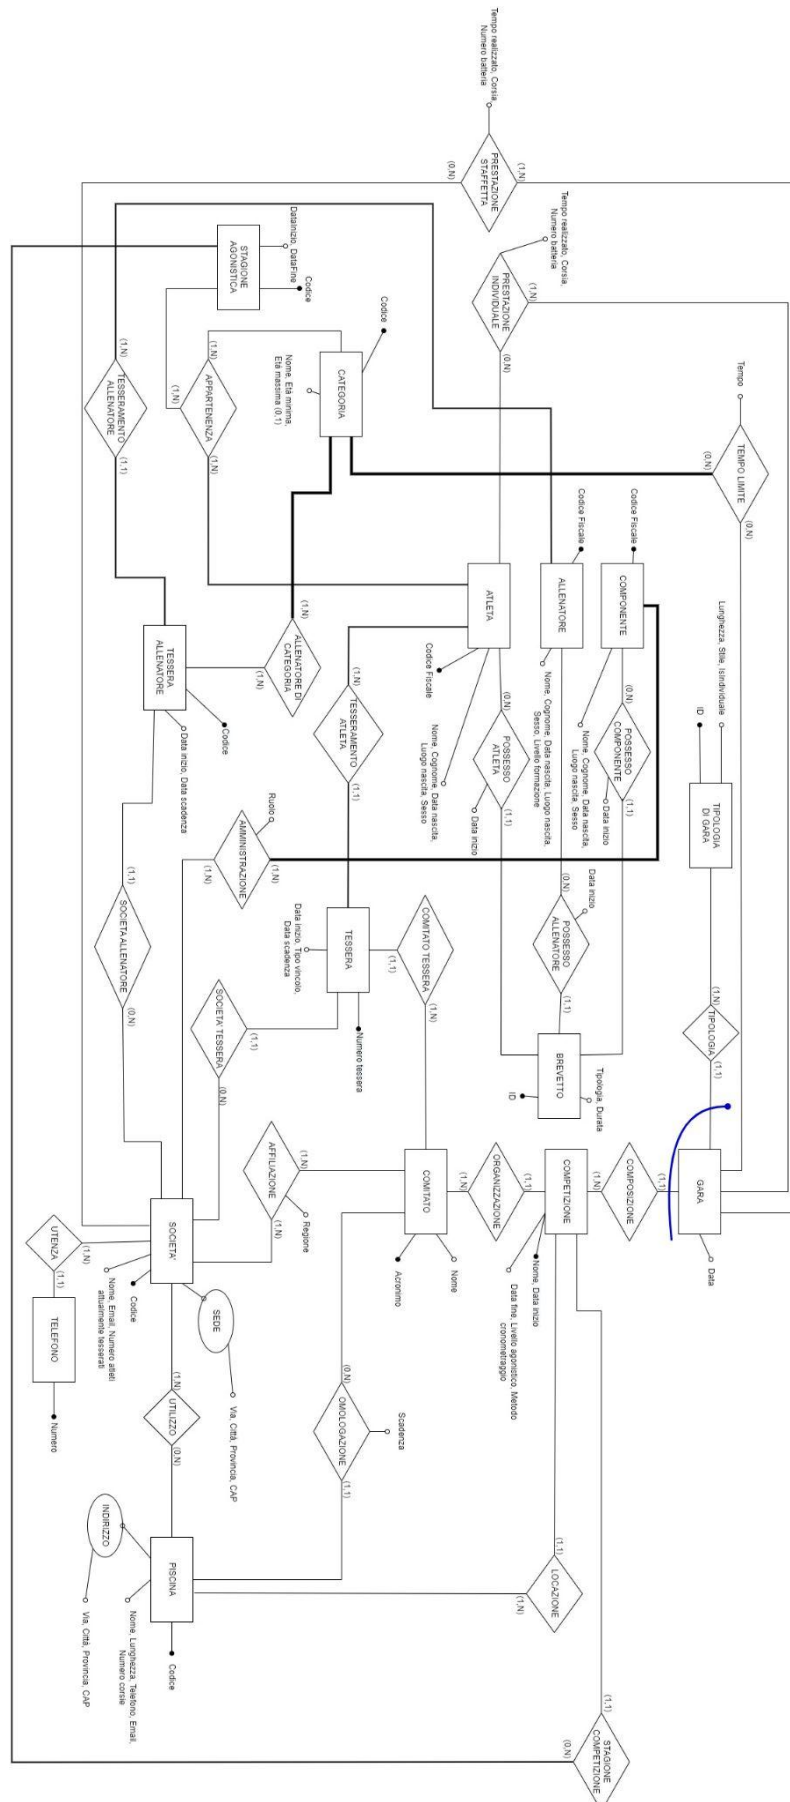 Tempo realizzato, Corsia,
Numero batteria
(1,N)
PRESTAZIONE
STAFFETTA
(0,N)
Tempo realizzato, Corsia,
Numero batteria
(1,N)
PRESTAZIONE
INDIVIDUALE
(0,N)
DataInizio, DataFine
Codice
STAGIONE
AGONISTICA
(1,N)
Codice
CATEGORIA
Nome, Età minima,
Età massima (0,1)
(1,N)
APPARTENENZA
(1,N)
(1,N)
TESSERAMENTO
ALLENATORE
(1,1)
Tempo
(0,N)
TEMPO LIMITE
(0,N)
Codice Fiscale
COMPONENTE
Nome, Cognome, Data nascita,
Luogo nascita, Sesso
Codice Fiscale
ALLENATORE
Nome, Cognome, Data nascita, Luogo nascita,
Sesso, Livello formazione
ATLETA
Codice Fiscale
Nome, Cognome, Data nascita,
Luogo nascita, Sesso
(0,N)
POSSESSO
COMPONENTE
(1,1)
Data inizio
(0,N)
POSSESSO
ATLETA
(1,1)
Data inizio
(1,N)
ALLENATORE DI
CATEGORIA
(1,N)
TESSERA
ALLENATORE
Codice
Data inizio, Data scadenza
(1,N)
TESSERAMENTO
ATLETA
(1,1)
Lunghezza, Stile, IsIndividuale
ID
TIPOLOGIA
DI GARA
(1,N)
TIPOLOGIA
(1,1)
Ruolo
AMMINISTRAZIONE
(1,N)
(1,N)
(1,1)
SOCIETA ALLENATORE
(0,N)
Data inizio
(0,N)
POSSESSO
ALLENATORE
(1,1)
TESSERA
Data inizio, Tipo vincolo,
Data scadenza
Numero tessera
(1,1)
COMITATO TESSERA
(1,N)
(1,1)
SOCIETA' TESSERA
(0,N)
BREVETTO
Tipologia, Durata
ID
GARA
Data
(1,1)
COMPOSIZIONE
(1,N)
COMPETIZIONE
Nome, Data inizio
Data fine, Livello agonistico, Metodo
cronometraggio
(1,1)
ORGANIZZAZIONE
(1,N)
COMITATO
Nome
Acronimo
(1,N)
AFFILIAZIONE
(1,N)
Regione
SOCIETA'
Codice
Nome, Email, Numero atleti
attualmente tesserati
(1,N)
UTENZA
(1,1)
TELEFONO
Numero
SEDE
Via, Città, Provincia, CAP
(1,N)
UTILIZZO
(0,N)
(0,N)
OMOLOGAZIONE
(1,1)
Scadenza
PISCINA
INDIRIZZO
Via, Città, Provincia, CAP
Nome, Lunghezza, Telefono, Email,
Numero corsie
Codice
(1,1)
LOCAZIONE
(1,N)
(1,1)
STAGIONE
COMPETIZIONE
(0,N)